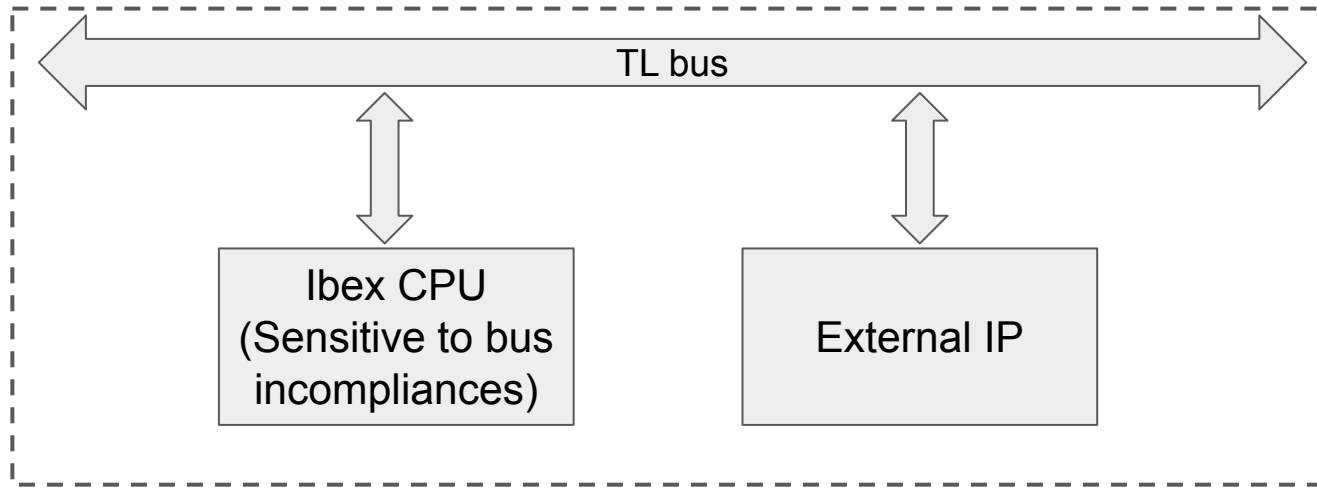 TL bus
Ibex CPU
(Sensitive to bus
incompliances)
External IP